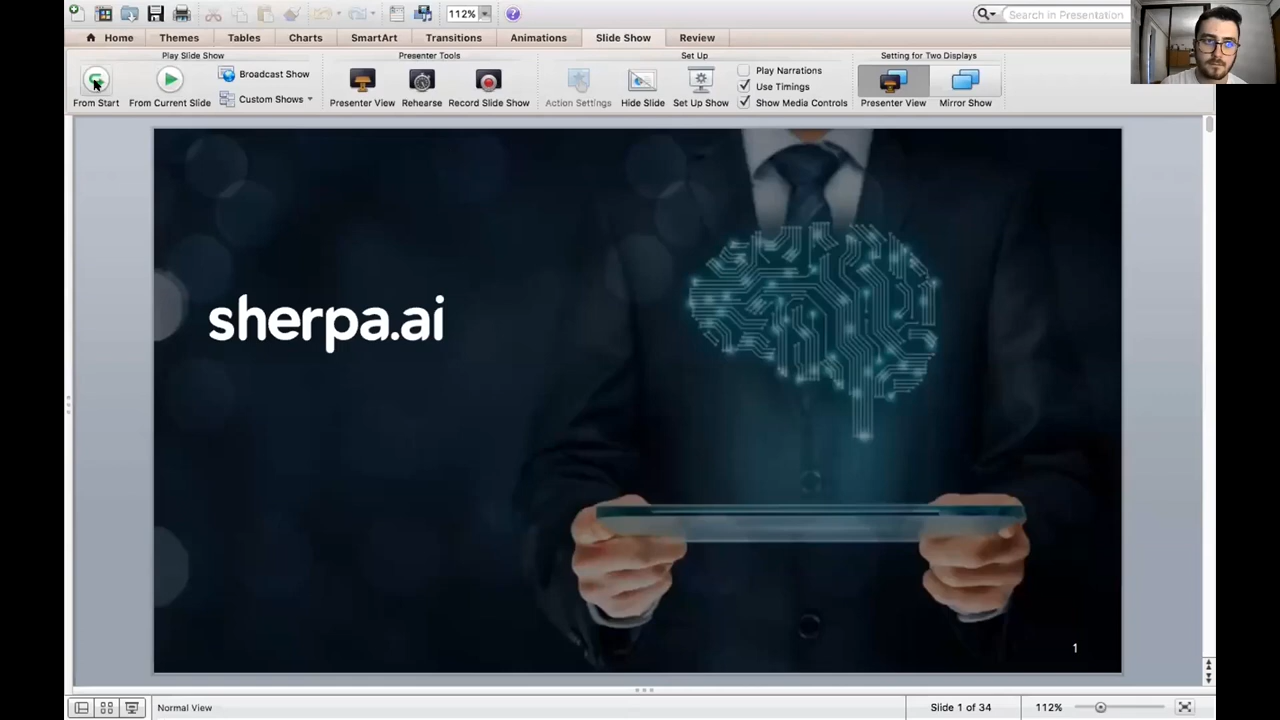 112%
Search in Presentation
Home
Themes
Tables
Charts
SmartArt
Transitions
Animations
Slide Show
Review
Play Slide Show
Presenter Tools
Set Up
Setting for Two Displays
From Start
From Current Slide
Broadcast Show
Custom Shows
Presenter View
Rehearse
Record Slide Show
Action Settings
Hide Slide
Set Up Show
Play Narrations
Use Timings
Show Media Controls
Presenter View
Mirror Show
sherpa.ai
1
Normal View
Slide 1 of 34
112%